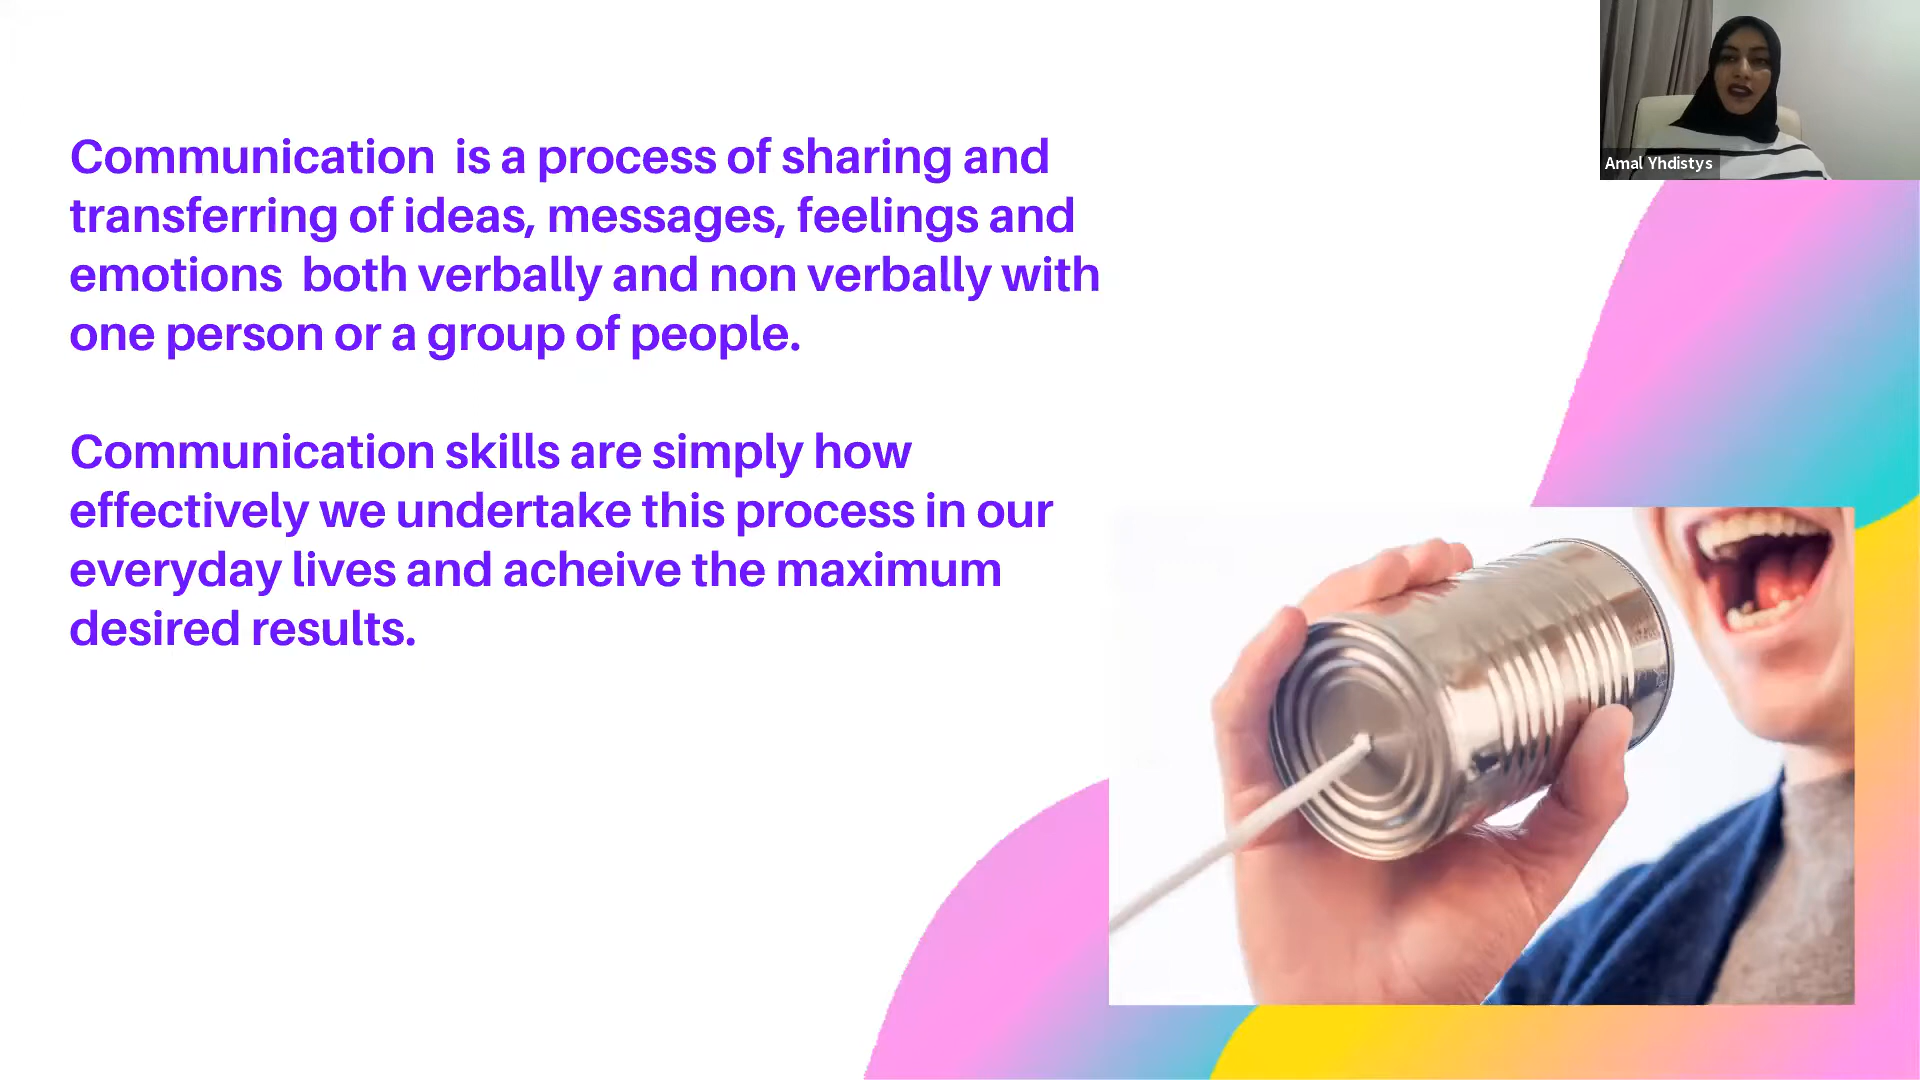 Communication  is a process of sharing and
transferring of ideas, messages, feelings and
emotions  both verbally and non verbally with
one person or a group of people.
Communication skills are simply how
effectively we undertake this process in our
everyday lives and acheive the maximum
desired results.
Amal Yhdistys